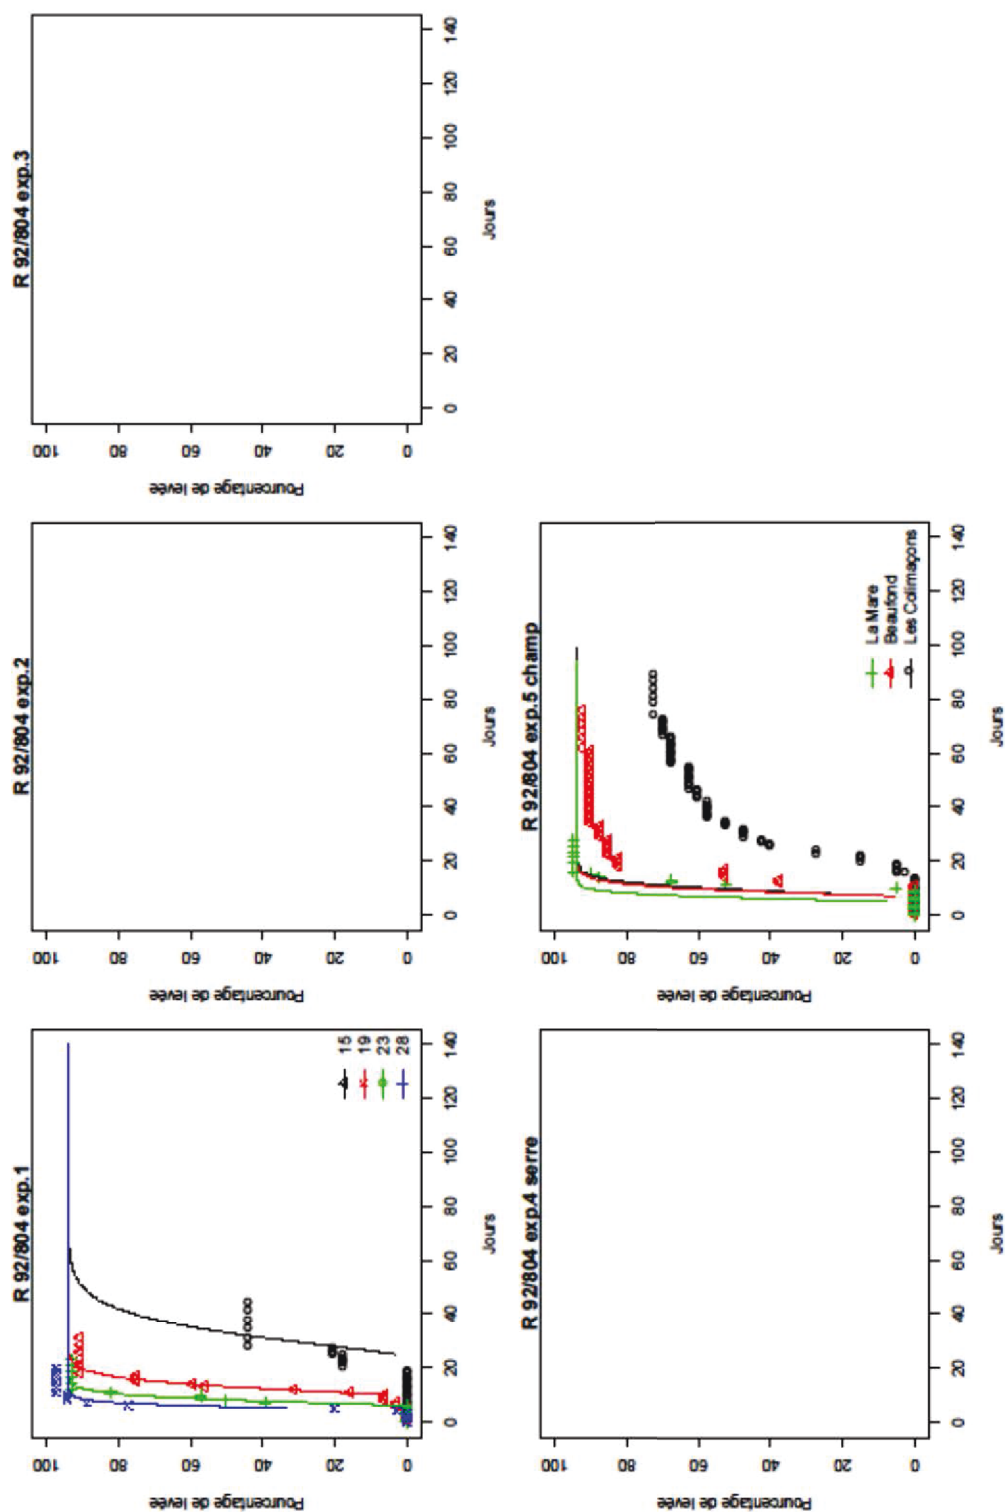 R 92/804 exp.1
Pourcentage de levée
0 20 40 60 80 100
0 20 40 60 80 100 120 140
Jours
15
19
23
28
R 92/804 exp.2
Pourcentage de levée
0 20 40 60 80 100
0 20 40 60 80 100 120 140
Jours
R 92/804 exp.3
Pourcentage de levée
0 20 40 60 80 100
0 20 40 60 80 100 120 140
Jours
R 92/804 exp.4 serre
Pourcentage de levée
0 20 40 60 80 100
0 20 40 60 80 100 120 140
Jours
R 92/804 exp.5 champ
Pourcentage de levée
0 20 40 60 80 100
0 20 40 60 80 100 120 140
Jours
La Mare
Beaufond
Les Colimaçons